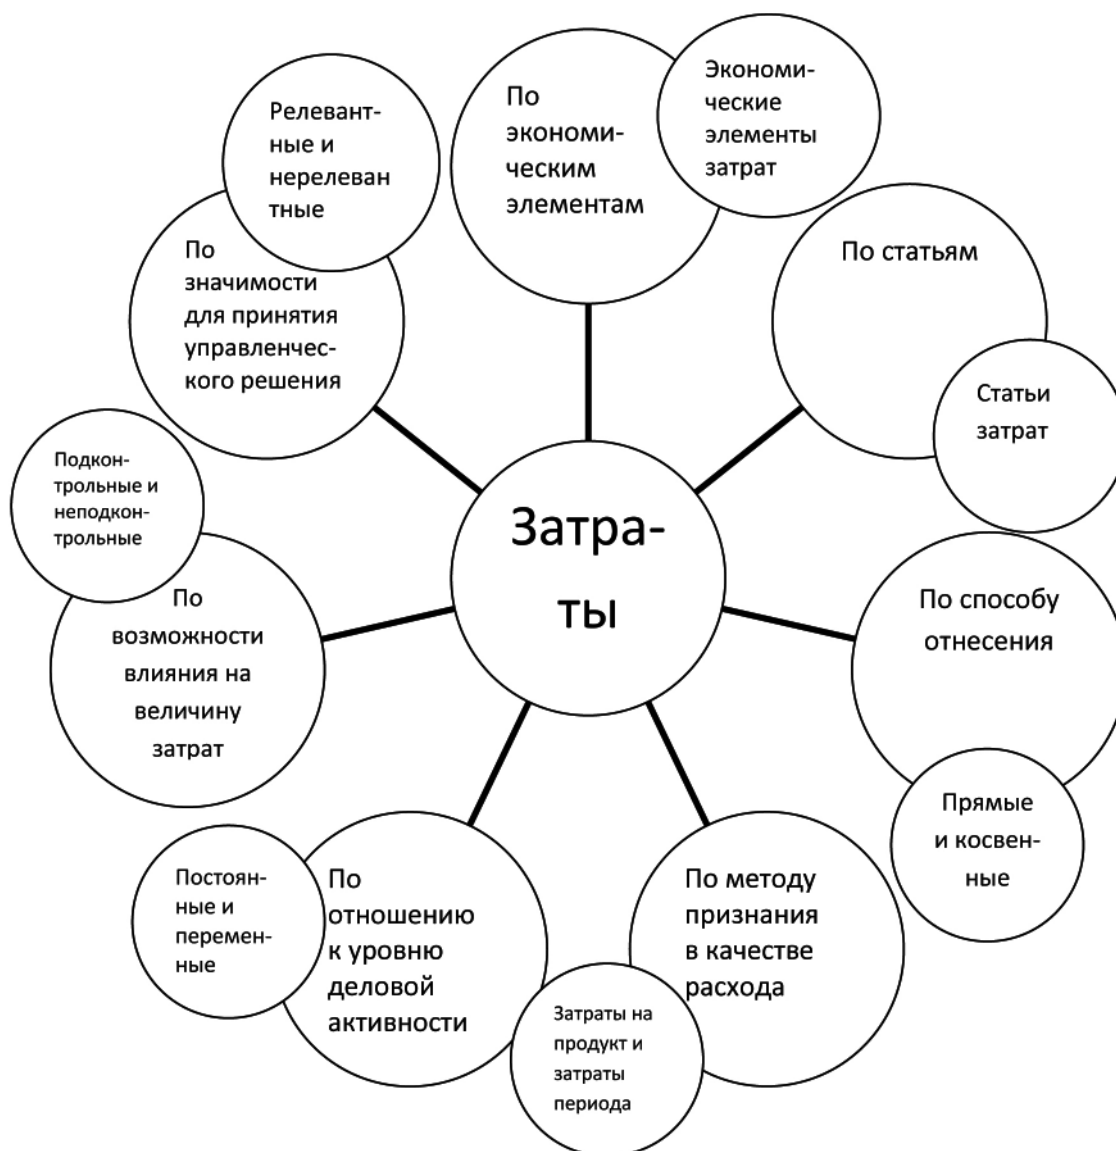 По
экономи-
ческим
элементам
Экономи-
ческие
элементы
затрат
По статьям
Статьи
затрат
По способу
отнесения
Прямые
и косвен-
ные
По методу
признания
в качестве
расхода
Затраты на
продукт и
затраты
периода
По
отношению
к уровню
деловой
активности
Постоян-
ные и
перемен-
ные
По
возможности
влияния на
величину
затрат
Подкон-
трольные и
неподкон-
трольные
По
значимости
для принятия
управленчес-
кого решения
Релевант-
ные и
нерелеван
тные
Затра-
ты